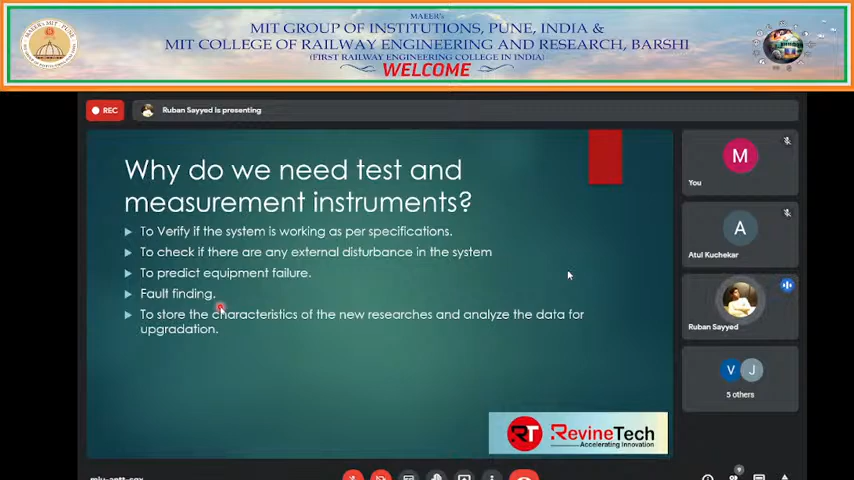 MAEER's
MIT GROUP OF INSTITUTIONS, PUNE, INDIA &
MIT COLLEGE OF RAILWAY ENGINEERING AND RESEARCH, BARSHI
(FIRST RAILWAY ENGINEERING COLLEGE IN INDIA)
WELCOME
REC
Ruban Sayyed is presenting
Why do we need test and
measurement instruments?
To Verify if the system is working as per specifications.
To check if there are any external disturbance in the system
To predict equipment failure.
Fault finding.
To store the characteristics of the new researches and analyze the data for
upgradation.
RT RevineTech
Accelerating Innovation
M
You
A
Atul Kuchekar
Ruban Sayyed
V J
5 others
9